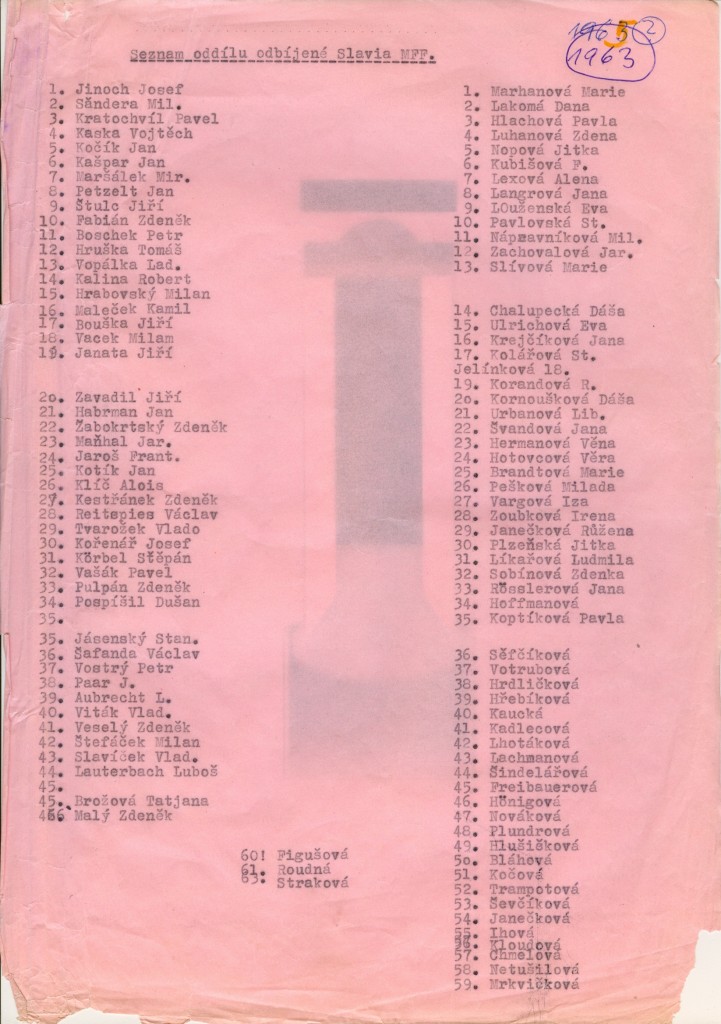 1963 2
1963
5
Seznam oddílu odbíjené Slavia MFF.
1. Jinoch Josef
2. Šándera Mil.
3. Kratochvíl Pavel
4. Kaska Vojtěch
5. Kočík Jan
6. Kašpar Jan
7. Maršálek Mir.
8. Petzelt Jan
9. Štulc Jiří
10. Fabián Zdeněk
11. Boschek Petr
12. Hruška Tomáš
13. Vopálka Lad.
14. Kalina Robert
15. Hrabovský Milan
16. Maleček Kamil
17. Bouška Jiří
18. Vacek Milam
19. Janata Jiří
2o. Zavadil Jiří
21. Habrman Jan
22. Žabokrtský Zdeněk
23. Maňhal Jar.
24. Jaroš Frant.
25. Kotík Jan
26. Klíč Alois
27. Kestřánek Zdeněk
28. Reitspies Václav
29. Tvarožek Vlado
30. Kořenář Josef
31. Körbel Štěpán
32. Vašák Pavel
33. Pulpán Zdeněk
34. Pospíšil Dušan
35.
35. Jásenský Stan.
36. Šafanda Václav
37. Vostrý Petr
38. Paar J.
39. Aubrecht L.
40. Viták Vlad.
41. Veselý Zdeněk
42. Štefáček Milan
43. Slavíček Vlad.
44. Lauterbach Luboš
45.
45. Brožová Tatjana
466 Malý Zdeněk
60! Figušová
61. Roudná
63. Straková
1. Marhanová Marie
2. Lakomá Dana
3. Hlachová Pavla
4. Luhanová Zdena
5. Nopová Jitka
6. Kubišová F.
7. Lexová Alena
8. Langrová Jana
9. LOuženská Eva
10. Pavlovská St.
11. Nápravníková Mil.
12. Zachovalová Jar.
13. Slívová Marie
14. Chalupecká Dáša
15. Ulrichová Eva
16. Krejčíková Jana
17. Kolářová St.
Jelínková 18.
19. Korandová R.
2o. Kornoušková Dáša
21. Urbanová Lib.
22. Švandová Jana
23. Hermanová Věna
24. Hotovcová Věra
25. Brandtová Marie
26. Pešková Milada
27. Vargová Iza
28. Zoubková Irena
29. Janečková Růžena
30. Plzeňská Jitka
31. Líkařová Ludmila
32. Sobínová Zdenka
33. Rösslerová Jana
34. Hoffmanová
35. Koptíková Pavla
36. Šěfčíková
37. Votrubová
38. Hrdličková
39. Hřebíková
40. Kaucká
41. Kadlecová
42. Lhotáková
43. Lachmanová
44. Šindelářová
45. Freibauerová
46. Hönigová
47. Nováková
48. Plundrová
49. Hlušičková
5o. Bláhová
51. Kočová
52. Trampotová
53. Ševčíková
54. Janečková
55. Ihová
56. Kloudová
57. Chmelová
58. Netušilová
59. Mrkvičková